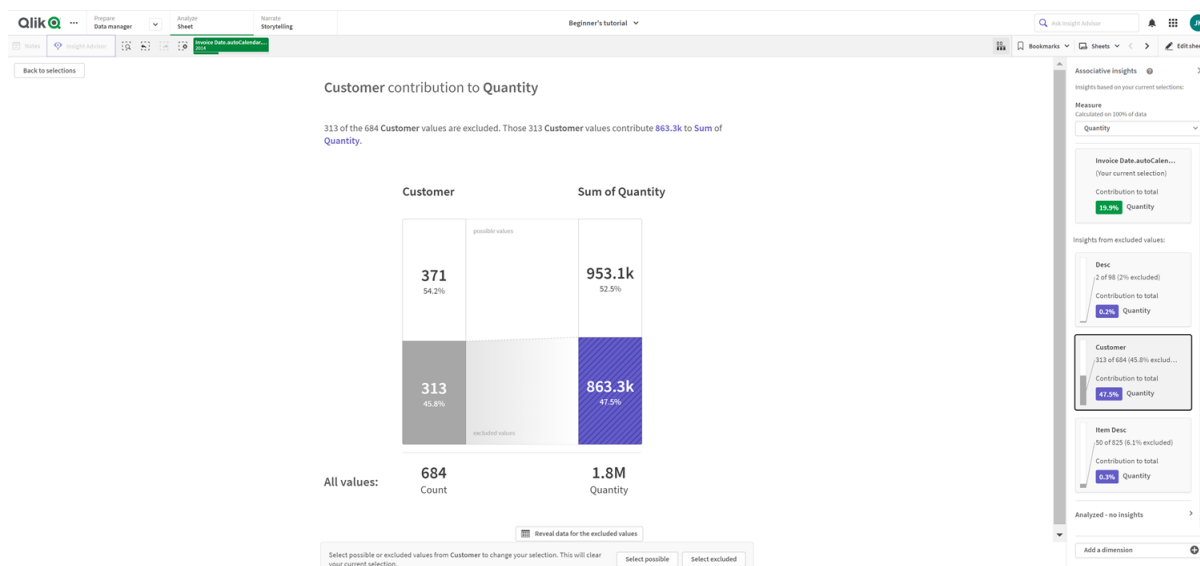 Qlik
Prepare
Data manager
Analyze
Sheet
Narrate
Storytelling
Beginner's tutorial
Ask Insight Advisor
Notes
Insight Advisor
Invoice Date.autoCalendar....
2014
Bookmarks
Sheets
Edit shee
Back to selections
Customer contribution to Quantity
313 of the 684 Customer values are excluded. Those 313 Customer values contribute 863.3k to Sum of
Quantity.
Customer
Sum of Quantity
possible values
371
54.2%
953.1k
52.5%
313
45.8%
863.3k
47.5%
excluded values
All values:
684
Count
1.8M
Quantity
Reveal data for the excluded values
Select possible or excluded values from Customer to change your selection. This will clear
your current selection.
Select possible
Select excluded
Associative insights
Insights based on your current selections:
Measure
Calculated on 100% of data
Quantity
Invoice Date.autoCalen...
(Your current selection)
Contribution to total
19.9% Quantity
Insights from excluded values:
Desc
2 of 98 (2% excluded)
Contribution to total
0.2% Quantity
Customer
313 of 684 (45.8% exclud...
Contribution to total
47.5% Quantity
Item Desc
50 of 825 (6.1% excluded)
Contribution to total
0.3% Quantity
Analyzed - no insights
Add a dimension